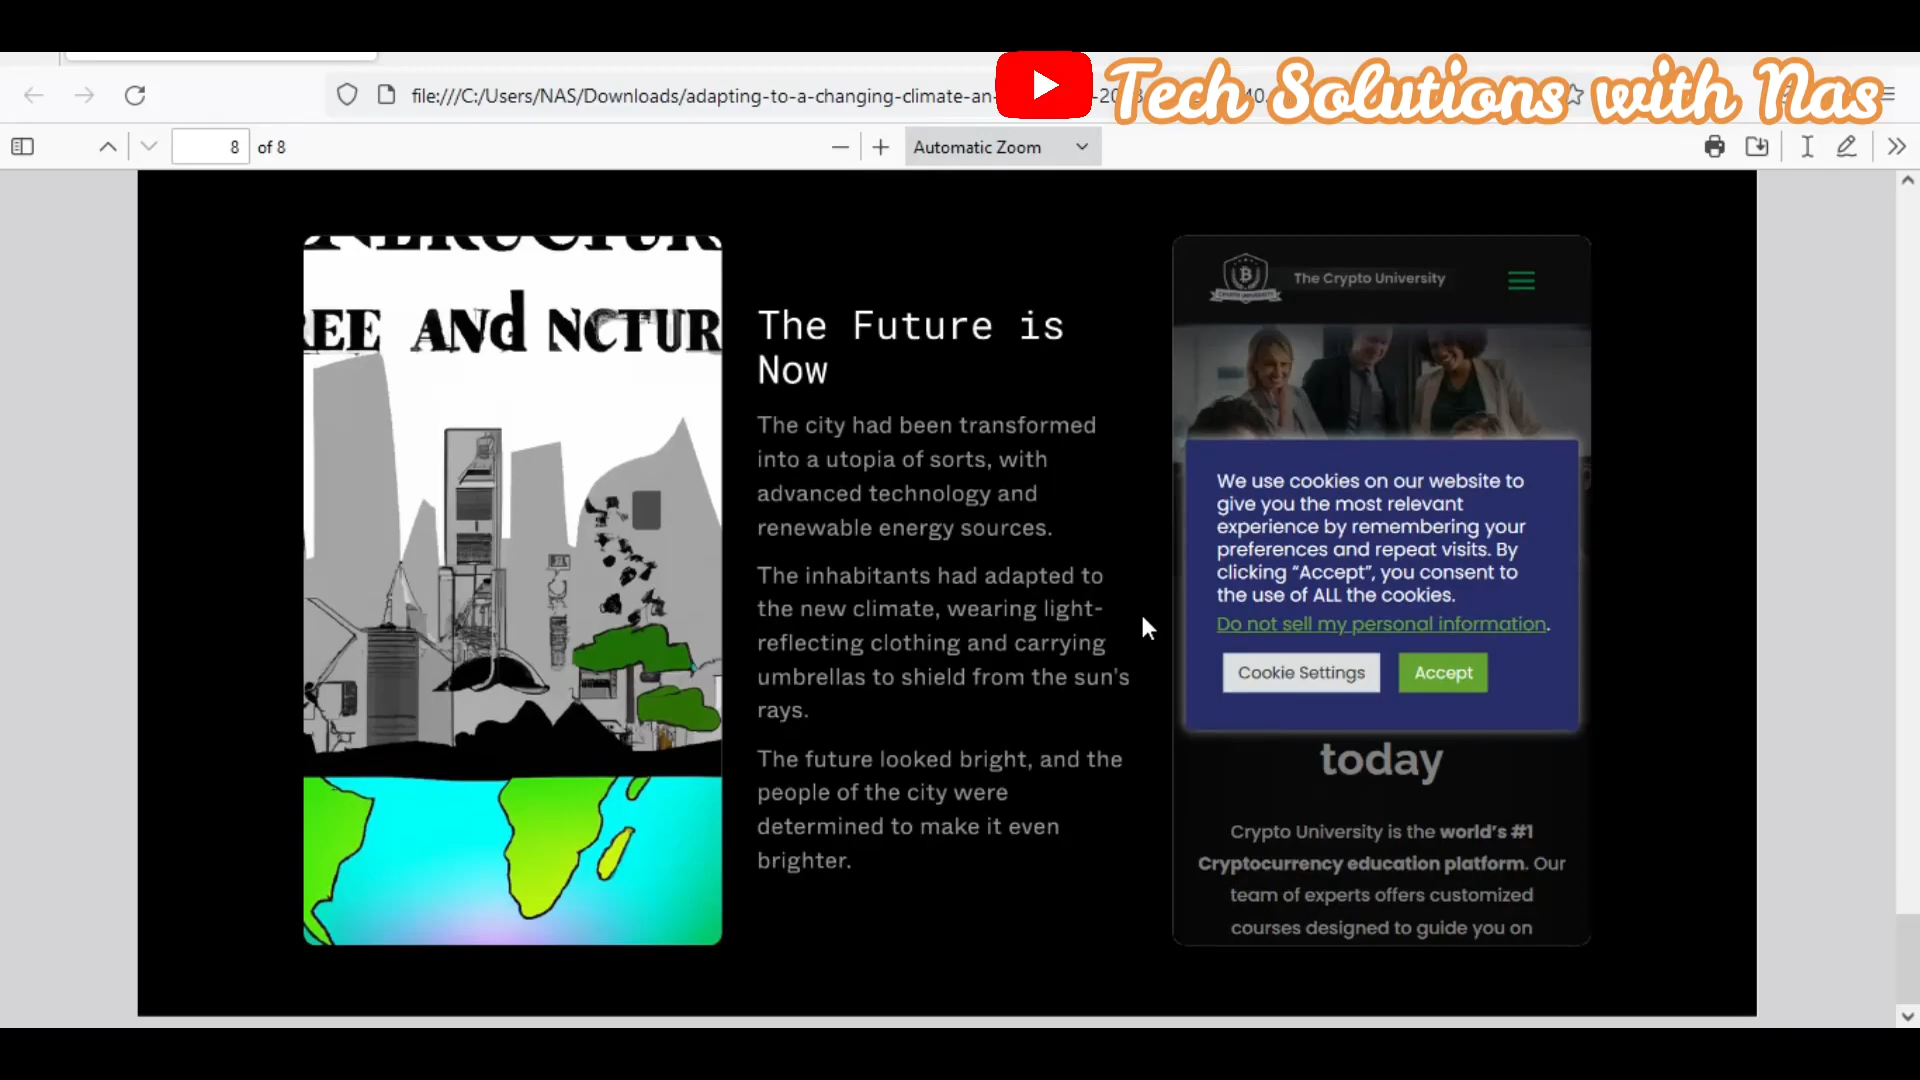 Tech Solutions with Nas
file:///C:/Users/NAS/Downloads/adapting-to-a-changing-climate-an-
8 of 8
Automatic Zoom
REE ANd NCTUR
The Future is
Now
The city had been transformed
into a utopia of sorts, with
advanced technology and
renewable energy sources.
The inhabitants had adapted to
the new climate, wearing light-
reflecting clothing and carrying
umbrellas to shield from the sun's
rays.
The future looked bright, and the
people of the city were
determined to make it even
brighter.
The Crypto University
We use cookies on our website to
give you the most relevant
experience by remembering your
preferences and repeat visits. By
clicking “Accept”, you consent to
the use of ALL the cookies.
Do not sell my personal information.
Cookie Settings
Accept
today
Crypto University is the world’s #1
Cryptocurrency education platform. Our
team of experts offers customized
courses designed to guide you on